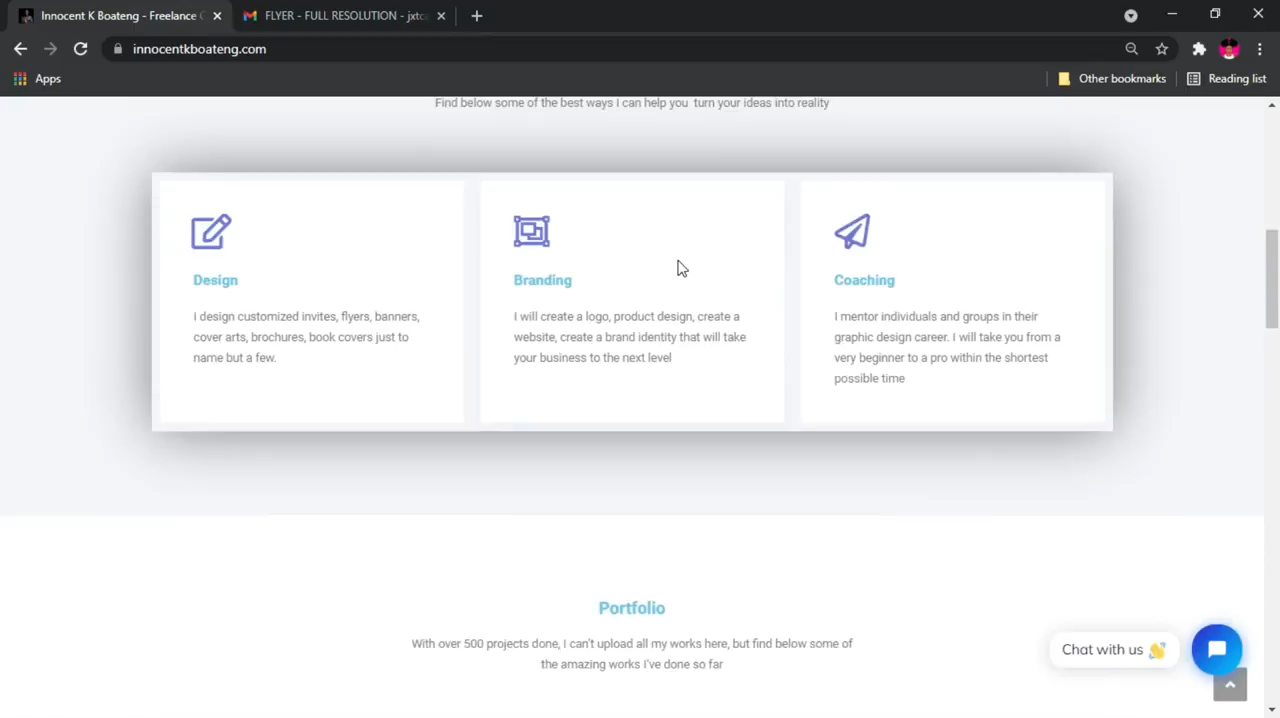 Innocent K Boateng - Freelance
FLYER - FULL RESOLUTION - jxtca
innocentkboateng.com
Apps
Other bookmarks
Reading list
Find below some of the best ways I can help you turn your ideas into reality
Design
I design customized invites, flyers, banners,
cover arts, brochures, book covers just to
name but a few.
Branding
I will create a logo, product design, create a
website, create a brand identity that will take
your business to the next level
Coaching
I mentor individuals and groups in their
graphic design career. I will take you from a
very beginner to a pro within the shortest
possible time
Portfolio
With over 500 projects done, I can't upload all my works here, but find below some of
the amazing works I've done so far
Chat with us 👋